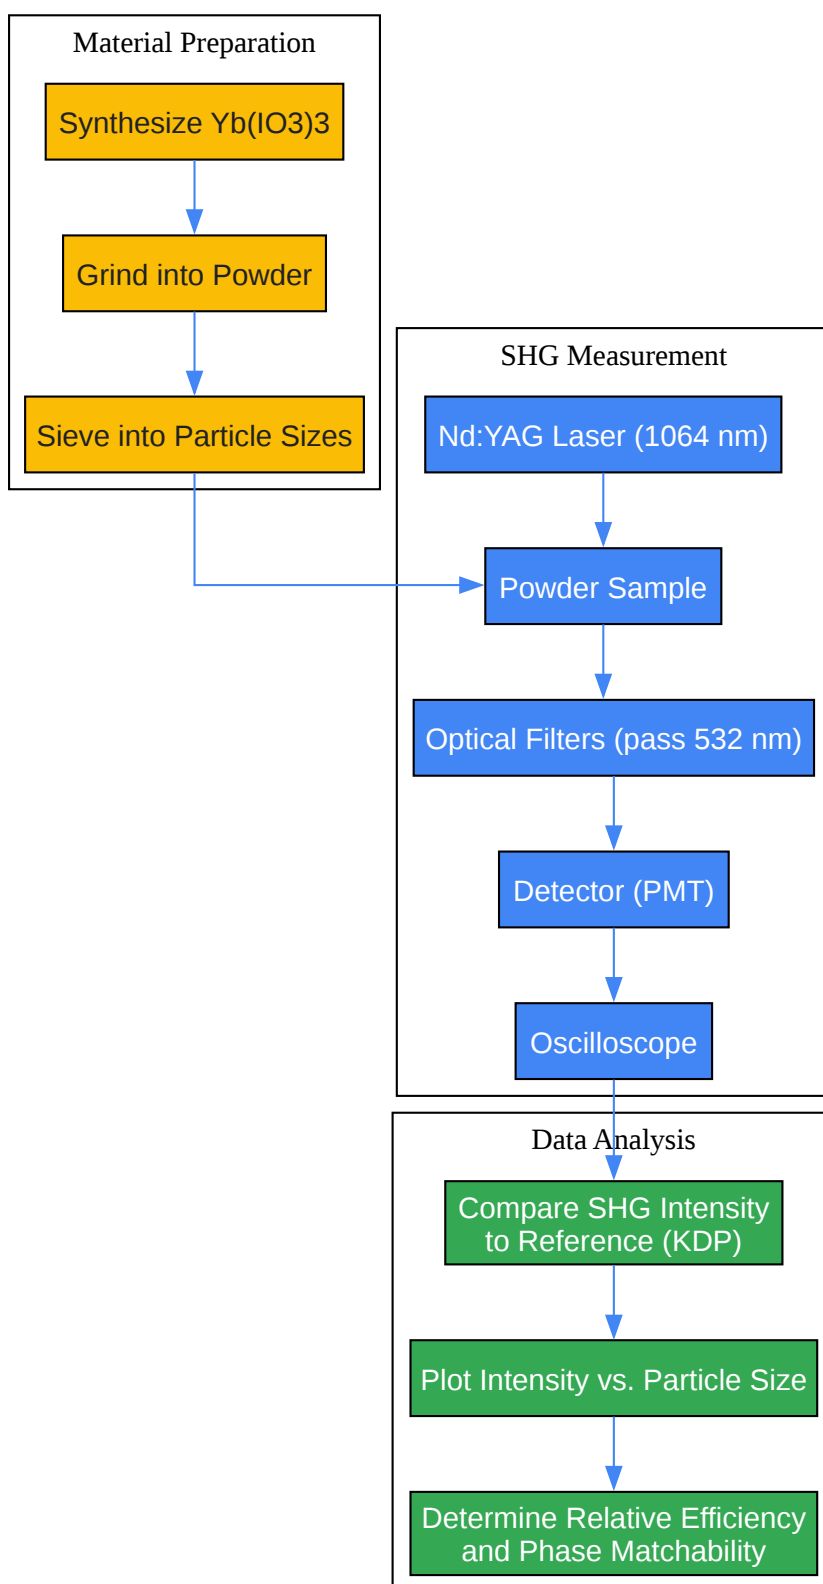 Material Preparation
Synthesize Yb(IO3)3
Grind into Powder
Sieve into Particle Sizes
SHG Measurement
Nd:YAG Laser (1064 nm)
Powder Sample
Optical Filters (pass 532 nm)
Detector (PMT)
Oscilloscope
Data Analysis
Compare SHG Intensity
to Reference (KDP)
Plot Intensity vs. Particle Size
Determine Relative Efficiency
and Phase Matchability